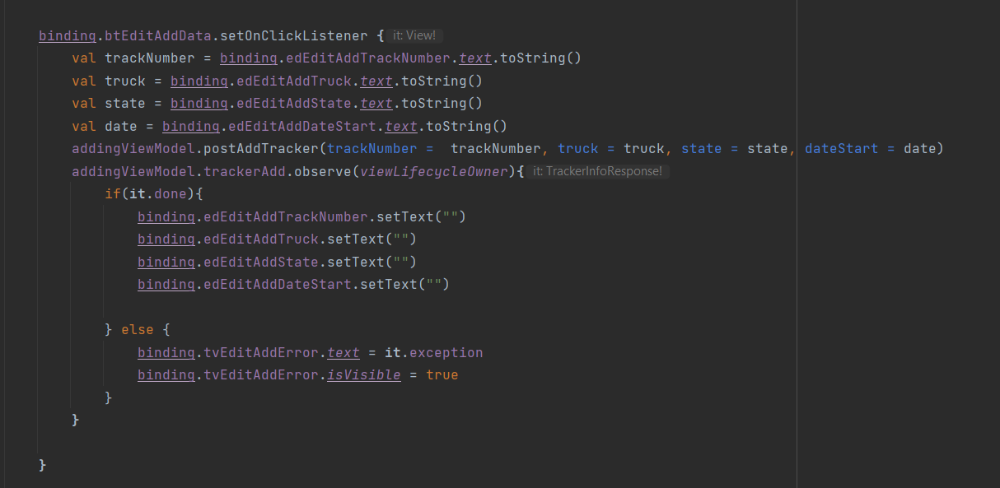 binding.btEditAddData.setOnClickListener { it: View!
val trackNumber = binding.edEditAddTrackNumber.text.toString()
val truck = binding.edEditAddTruck.text.toString()
val state = binding.edEditAddState.text.toString()
val date = binding.edEditAddDateStart.text.toString()
addingViewModel.postAddTracker(trackNumber =  trackNumber, truck = truck, state = state, dateStart = date)
addingViewModel.trackerAdd.observe(viewLifecycleOwner){ it: TrackerInfoResponse!
if(it.done){
binding.edEditAddTrackNumber.setText("")
binding.edEditAddTruck.setText("")
binding.edEditAddState.setText("")
binding.edEditAddDateStart.setText("")
} else {
binding.tvEditAddError.text = it.exception
binding.tvEditAddError.isVisible = true
}
}
}